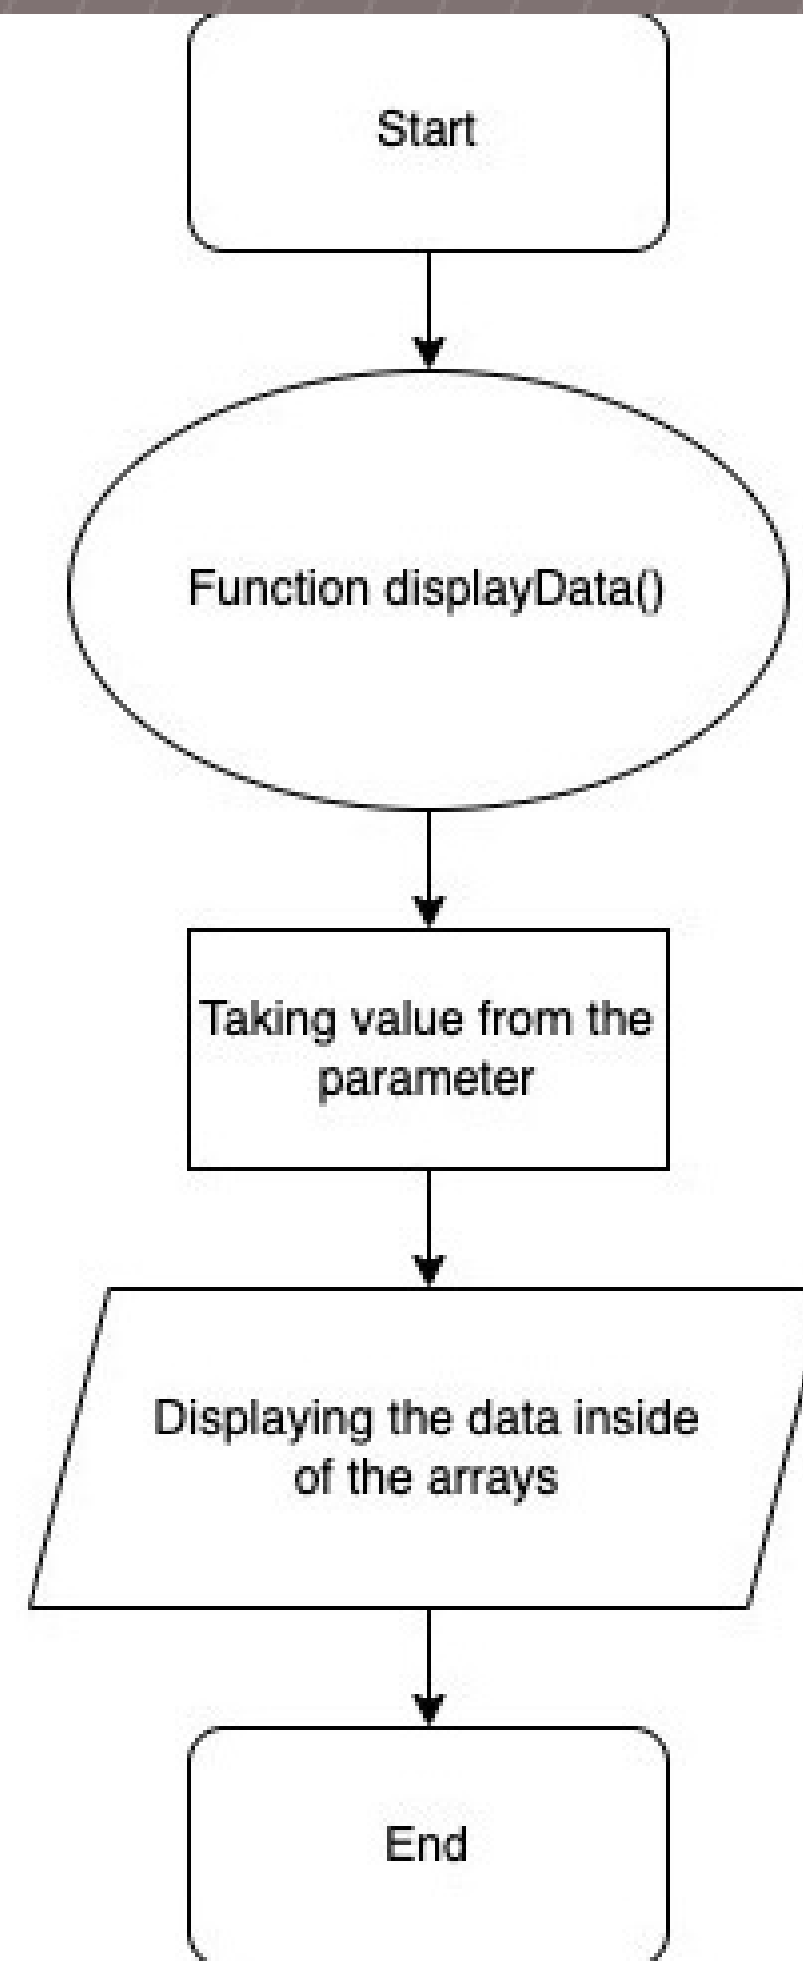 Start
Function displayData()
Taking value from the
parameter
Displaying the data inside
of the arrays
End